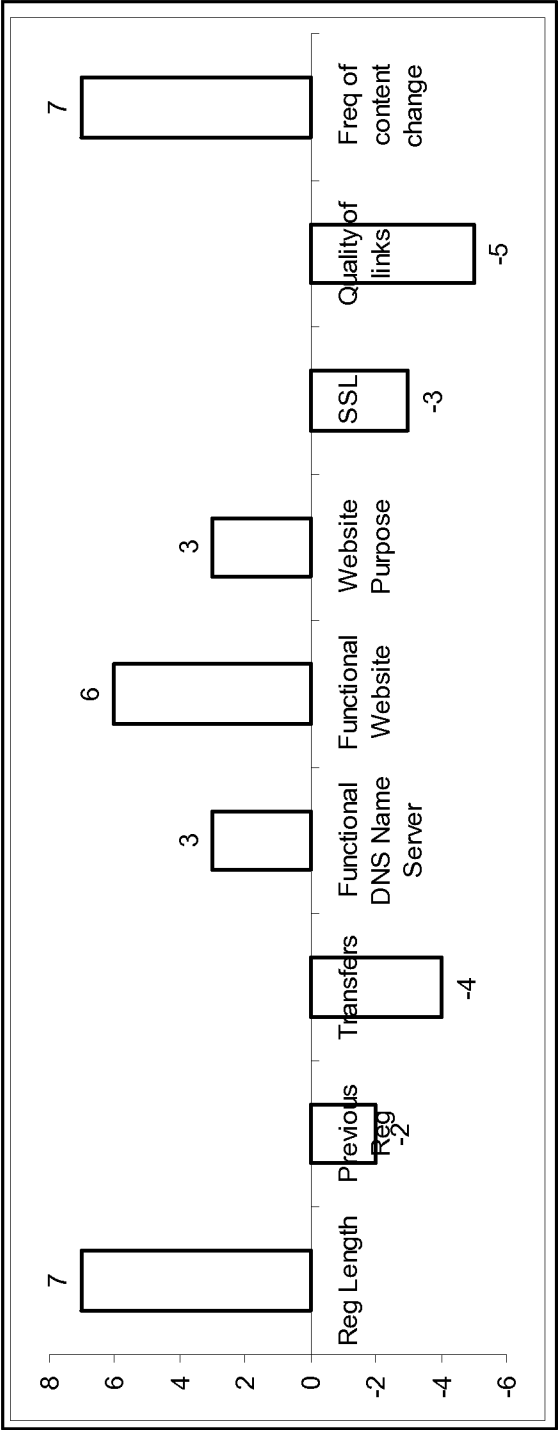 8
6
4
2
0
-2
-4
-6
7
-2
-4
3
6
3
-3
-5
7
Reg Length
Previous
Reg
Transfers
Functional
DNS Name
Server
Functional
Website
Website
Purpose
SSL
Quality of
links
Freq of
content
change